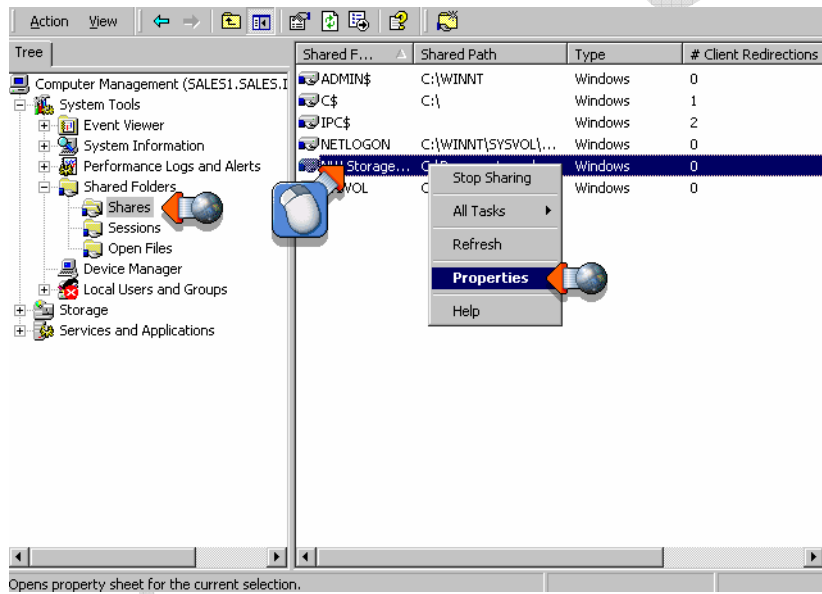 Action View
Tree
Shared F... Shared Path Type # Client Redirections
Computer Management (SALES1.SALES.I
System Tools
Event Viewer
System Information
Performance Logs and Alerts
Shared Folders
Shares
Sessions
Open Files
Device Manager
Local Users and Groups
Storage
Services and Applications
ADMIN$ C:\WINNT Windows 0
C$ C:\ Windows 1
IPC$ Windows 2
NETLOGON C:\WINNT\SYSVOL\... Windows 0
Storage... Windows 0
VOL Windows 0
Stop Sharing
All Tasks
Refresh
Properties
Help
Opens property sheet for the current selection.